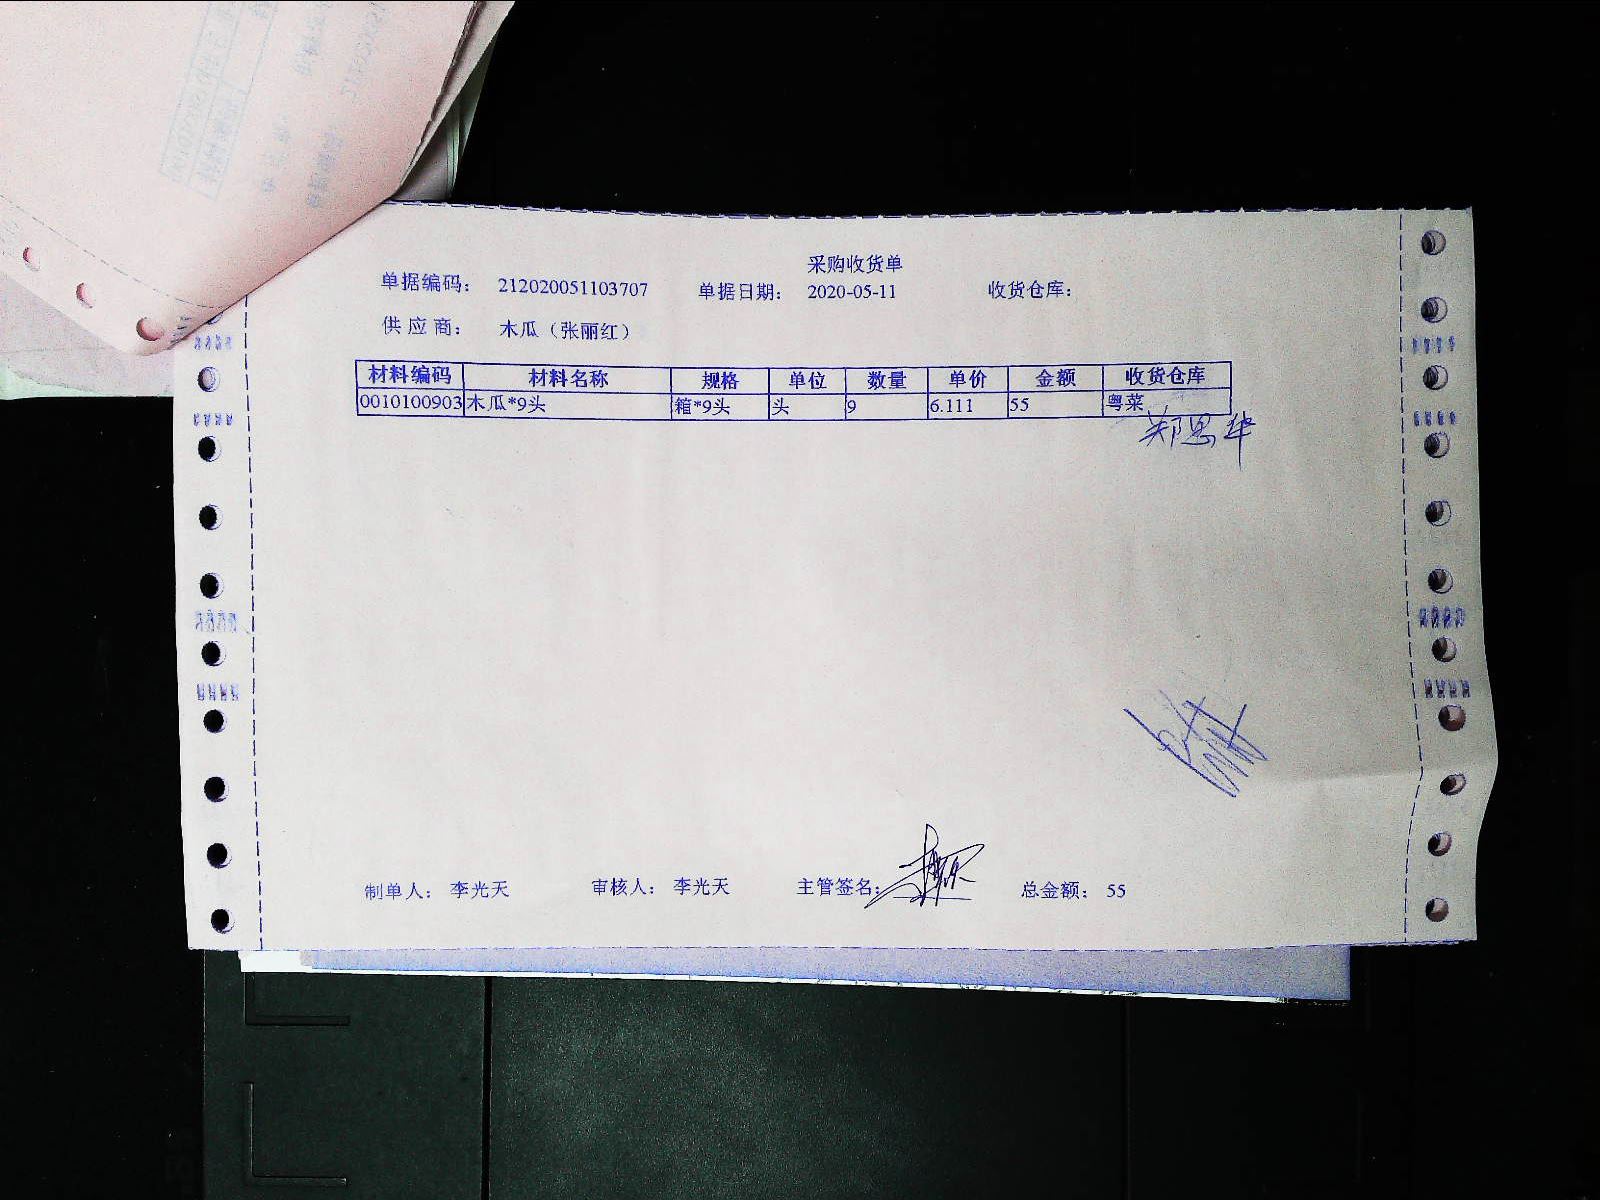 采购收货单
单据编码： 212020051103707 单据日期： 2020-05-11 收货仓库：
供应商： 木瓜（张丽红）
材料编码 材料名称 规格 单位 数量 单价 金额 收货仓库
0010100903 木瓜*9头 箱*9头 头 9 6.111 55 粤菜
郑思华
制单人： 李光天 审核人： 李光天 主管签名： 总金额： 55